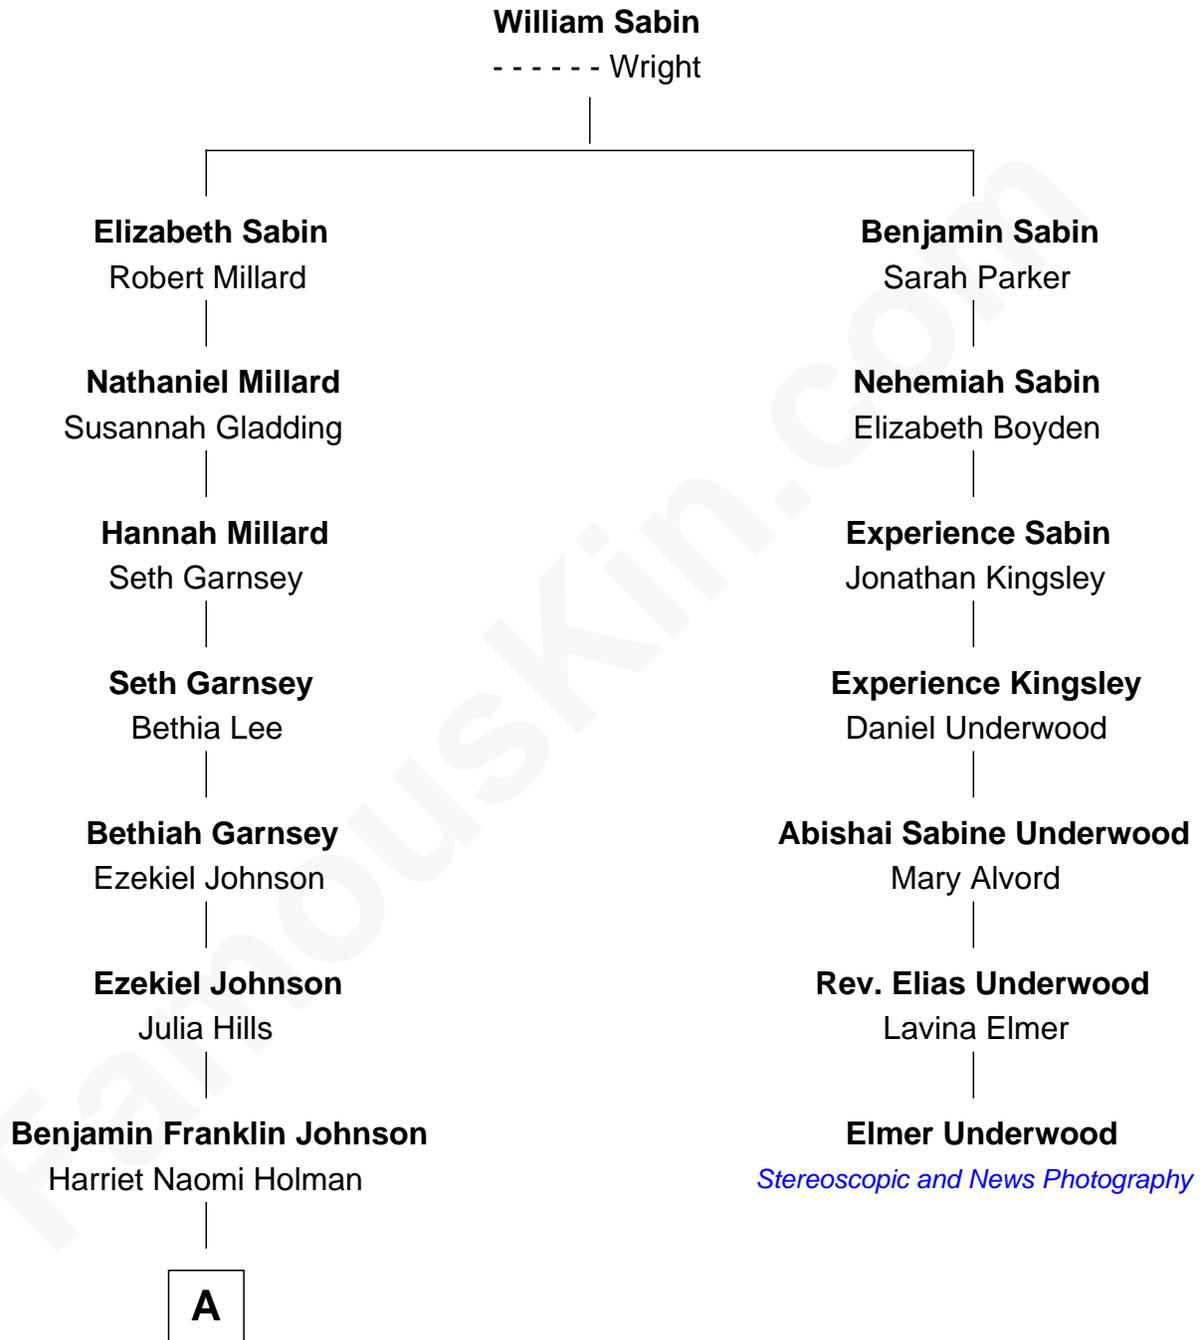 William Sabin
- - - - - - Wright
Elizabeth Sabin
Robert Millard
Nathaniel Millard
Susannah Gladding
Hannah Millard
Seth Garnsey
Seth Garnsey
Bethia Lee
Bethiah Garnsey
Ezekiel Johnson
Ezekiel Johnson
Julia Hills
Benjamin Franklin Johnson
Harriet Naomi Holman
A
Benjamin Sabin
Sarah Parker
Nehemiah Sabin
Elizabeth Boyden
Experience Sabin
Jonathan Kingsley
Experience Kingsley
Daniel Underwood
Abishai Sabine Underwood
Mary Alvord
Rev. Elias Underwood
Lavina Elmer
Elmer Underwood
Stereoscopic and News Photography
FamousKin.com